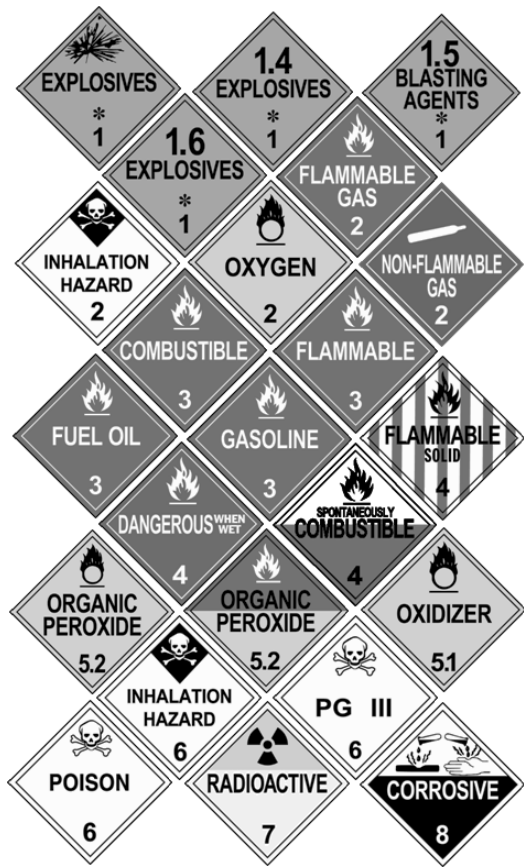 EXPLOSIVES
*
1
1.4
EXPLOSIVES
*
1
1.5
BLASTING
AGENTS
*
1
1.6
EXPLOSIVES
*
1
FLAMMABLE
GAS
2
INHALATION
HAZARD
2
OXYGEN
2
NON-FLAMMABLE
GAS
2
COMBUSTIBLE
3
FLAMMABLE
3
FUEL OIL
3
GASOLINE
3
FLAMMABLE
SOLID
4
DANGEROUS WHEN
WET
4
SPONTANEOUSLY
COMBUSTIBLE
4
ORGANIC
PEROXIDE
5.2
ORGANIC
PEROXIDE
5.2
OXIDIZER
5.1
INHALATION
HAZARD
6
PG III
6
POISON
6
RADIOACTIVE
7
CORROSIVE
8